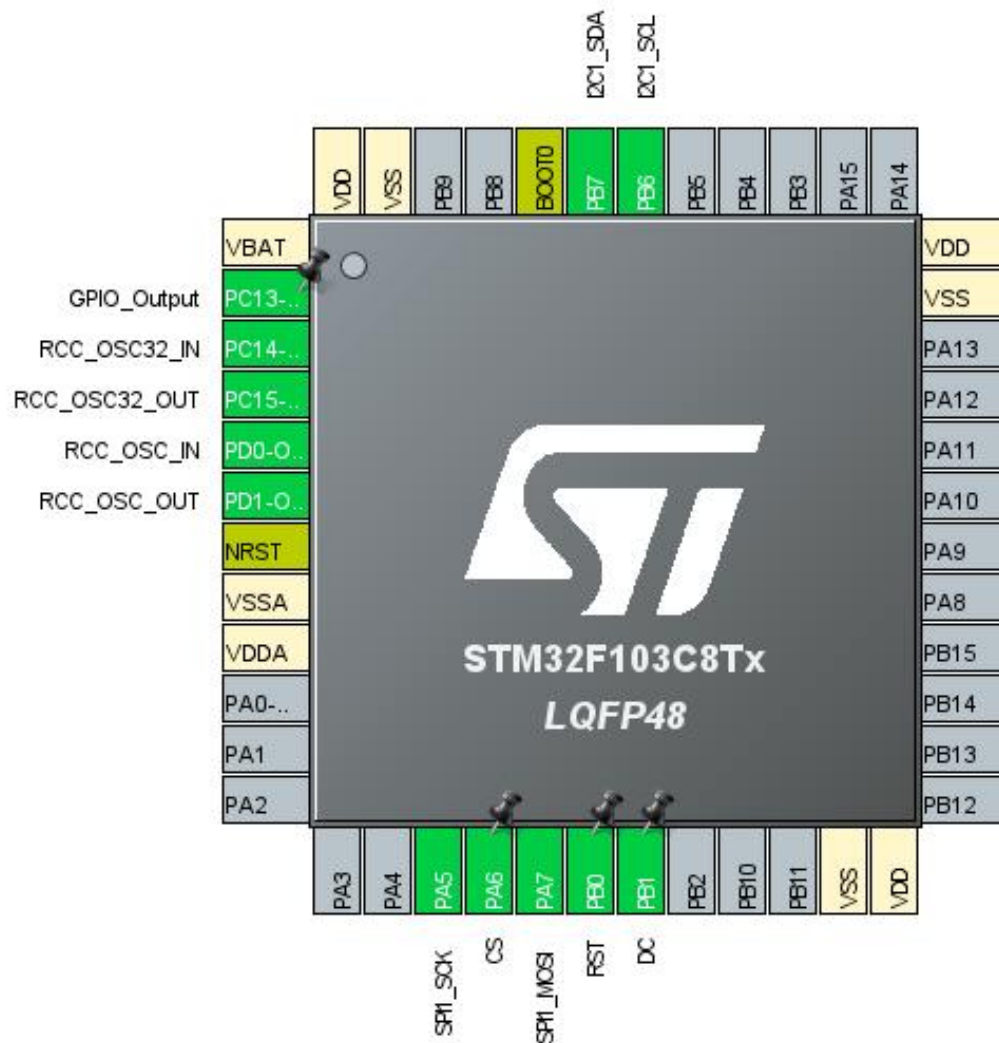 I2C1_SDA
I2C1_SCL
VDD
VSS
PB9
PB8
BOOT0
PB7
PB6
PB5
PB4
PB3
PA15
PA14
VBAT
GPIO_Output
PC13-..
RCC_OSC32_IN
PC14-..
RCC_OSC32_OUT
PC15-..
RCC_OSC_IN
PD0-O..
RCC_OSC_OUT
PD1-O..
NRST
VSSA
VDDA
PA0-..
PA1
PA2
VDD
VSS
PA13
PA12
PA11
PA10
PA9
PA8
PB15
PB14
PB13
PB12
ST
STM32F103C8Tx
LQFP48
PA3
PA4
PA5
PA6
PA7
PB0
PB1
PB2
PB10
PB11
VSS
VDD
SPI1_SCK
CS
SPI1_MOSI
RST
DC